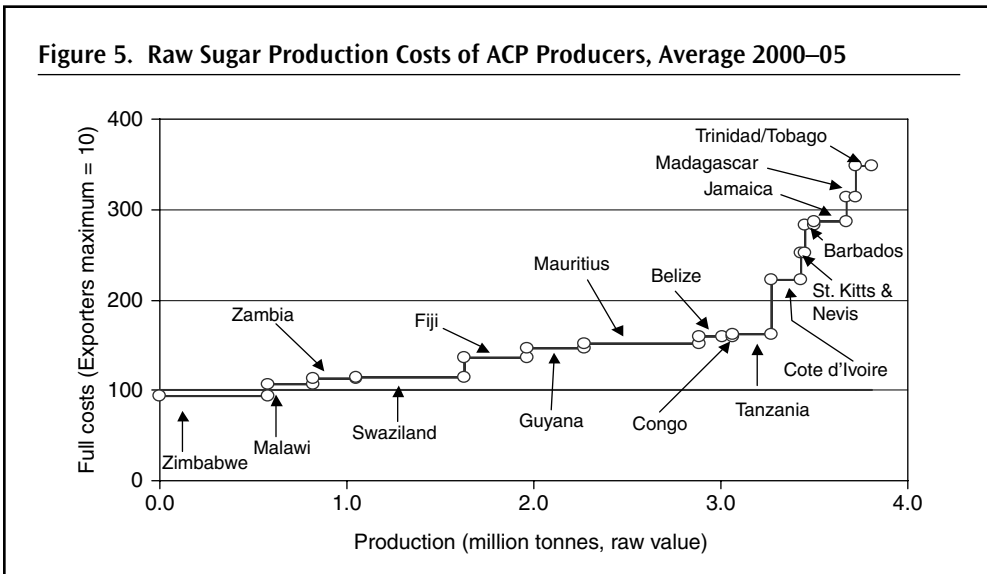 Figure 5. Raw Sugar Production Costs of ACP Producers, Average 2000–05
Full costs (Exporters maximum = 10)
400
300
200
100
0
Trinidad/Tobago
Madagascar
Jamaica
Barbados
St. Kitts &
Nevis
Cote d'Ivoire
Mauritius
Belize
Zambia
Fiji
Tanzania
Congo
Guyana
Swaziland
Malawi
Zimbabwe
0.0
1.0
2.0
3.0
4.0
Production (million tonnes, raw value)